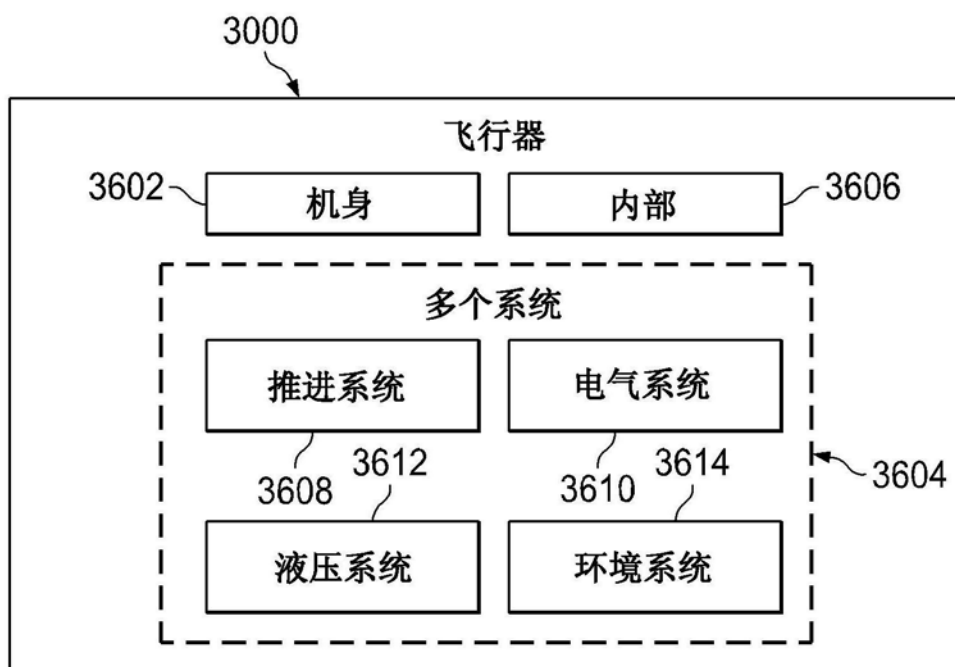 3000
飞行器
3602 机身 内部 3606
多个系统
推进系统 电气系统
3612 3614
3608 3610 3604
液压系统 环境系统